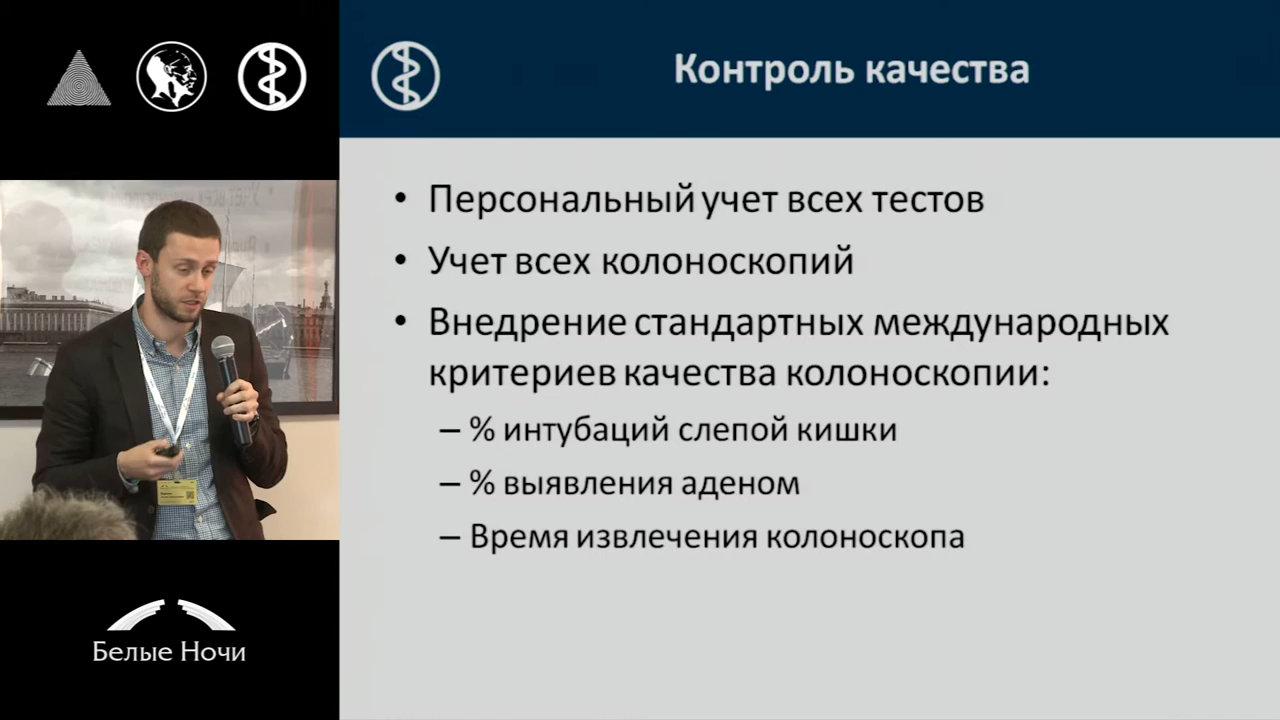 Контроль качества
• Персональный учет всех тестов
• Учет всех колоноскопий
• Внедрение стандартных международных
критериев качества колоноскопии:
– % интубаций слепой кишки
– % выявления аденом
– Время извлечения колоноскопа
Белые Ночи